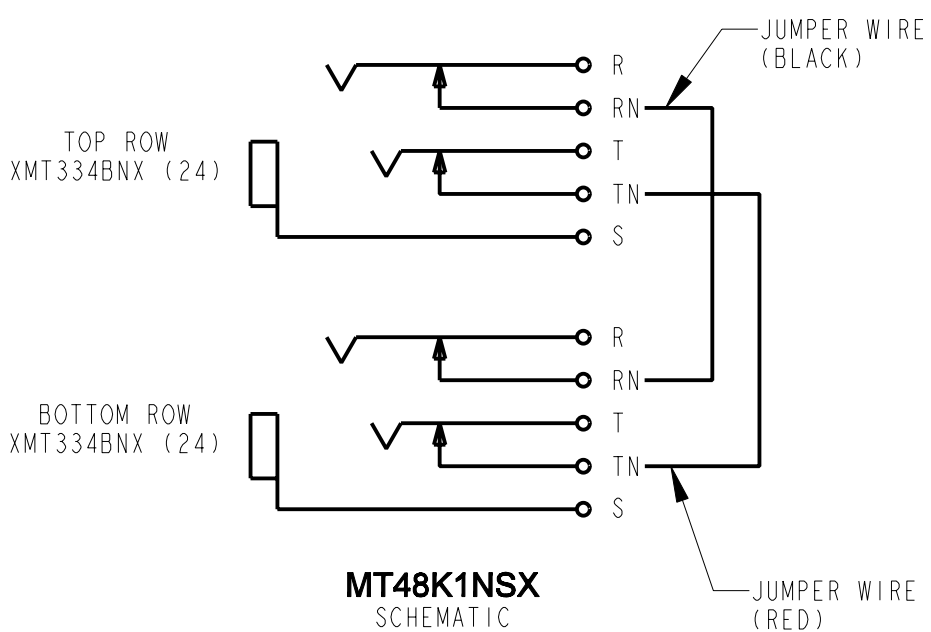 JUMPER WIRE
(BLACK)
R
RN
TOP ROW
XMT334BNX (24)
T
TN
S
R
RN
BOTTOM ROW
XMT334BNX (24)
T
TN
S
MT48K1NSX
SCHEMATIC
JUMPER WIRE
(RED)